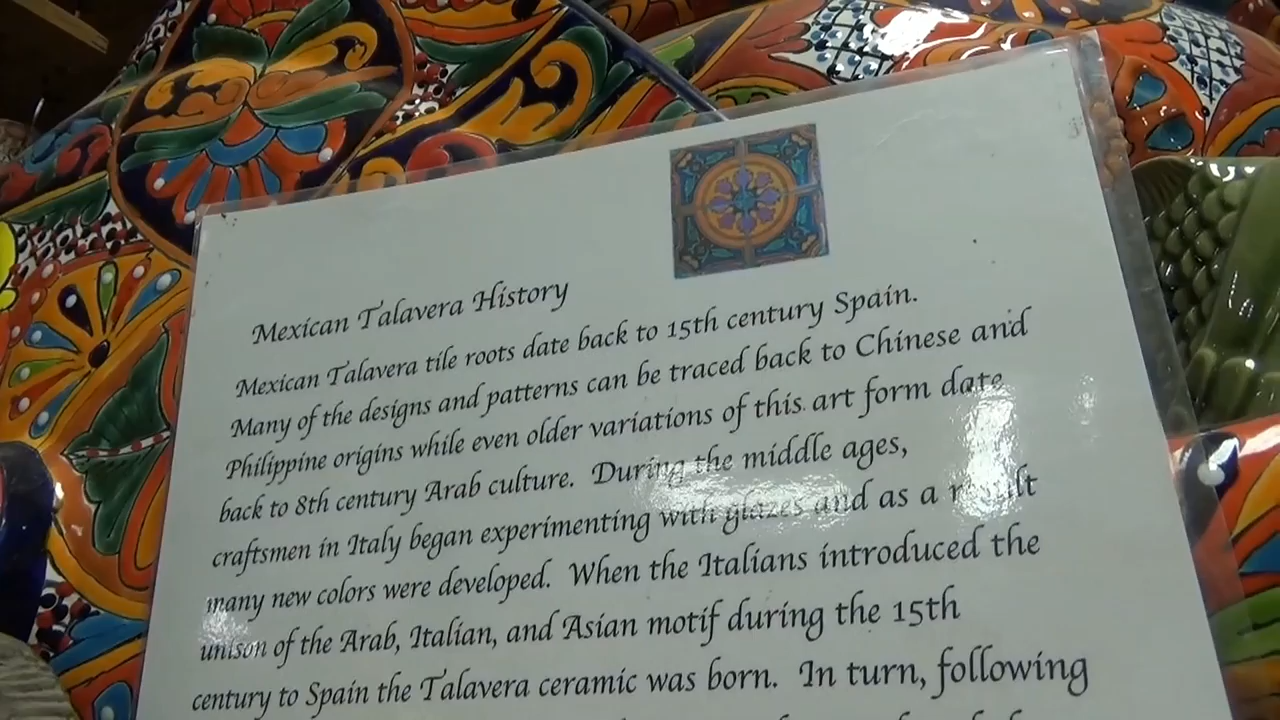 Mexican Talavera History
Mexican Talavera tile roots date back to 15th century Spain.
Many of the designs and patterns can be traced back to Chinese and
Philippine origins while even older variations of this art form date
back to 8th century Arab culture. During the middle ages,
craftsmen in Italy began experimenting with glazes and as a result
many new colors were developed. When the Italians introduced the
unison of the Arab, Italian, and Asian motif during the 15th
century to Spain the Talavera ceramic was born. In turn, following